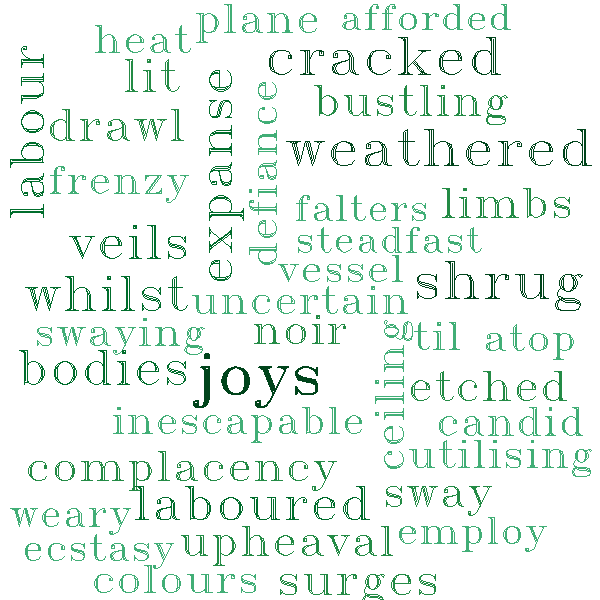 plane
afforded
heat
cracked
labour
lit
expanse
defiance
bustling
drawl
weathered
frenzy
falters
limbs
veils
steadfast
vessel
shrug
whilst
uncertain
swaying
noir
ceiling
til
atop
bodies
joys
etched
inescapable
candid
utilising
complacency
sway
weary
laboured
employ
ecstasy
upheaval
colours
surges